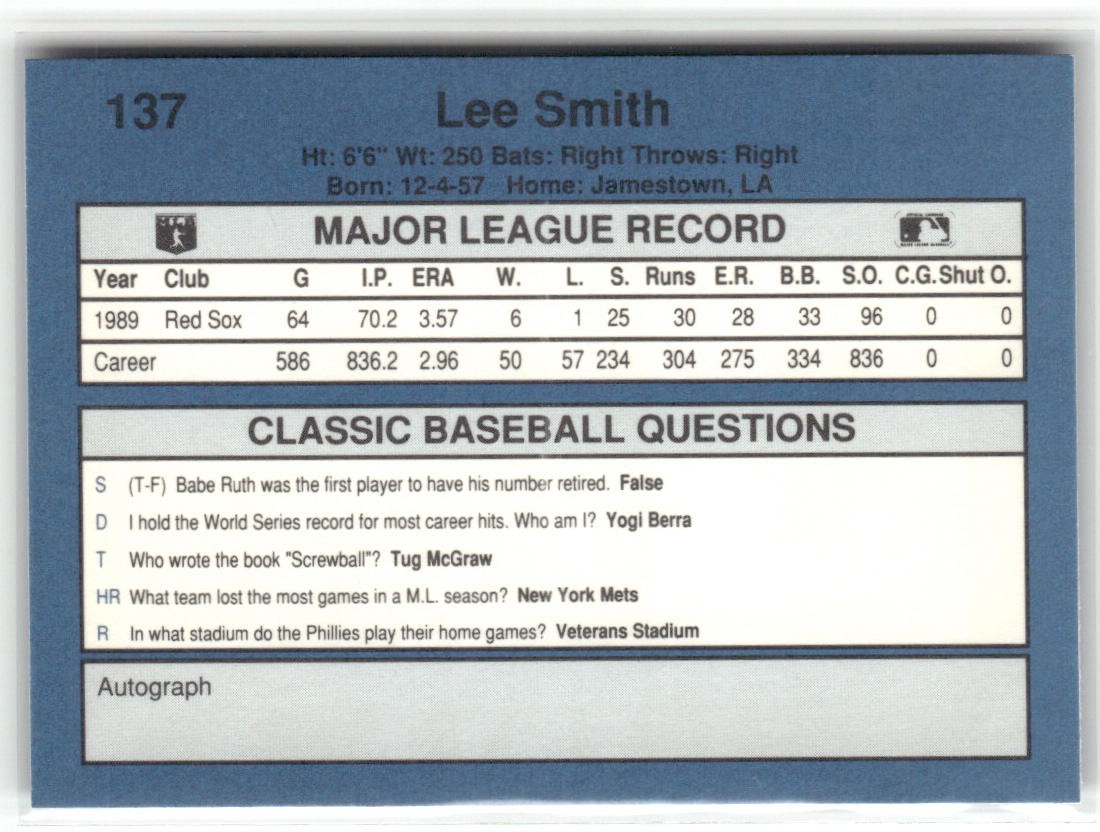 137 Lee Smith
Ht: 6'6" Wt: 250 Bats: Right Throws: Right
Born: 12-4-57 Home: Jamestown, LA
MAJOR LEAGUE RECORD
Year Club G I.P. ERA W. L. S. Runs E.R. B.B. S.O. C.G. Shut O.
1989 Red Sox 64 70.2 3.57 6 1 25 30 28 33 96 0 0
Career 586 836.2 2.96 50 57 234 304 275 334 836 0 0
CLASSIC BASEBALL QUESTIONS
S (T-F) Babe Ruth was the first player to have his number retired. False
D I hold the World Series record for most career hits. Who am I? Yogi Berra
T Who wrote the book "Screwball"? Tug McGraw
HR What team lost the most games in a M.L. season? New York Mets
R In what stadium do the Phillies play their home games? Veterans Stadium
Autograph